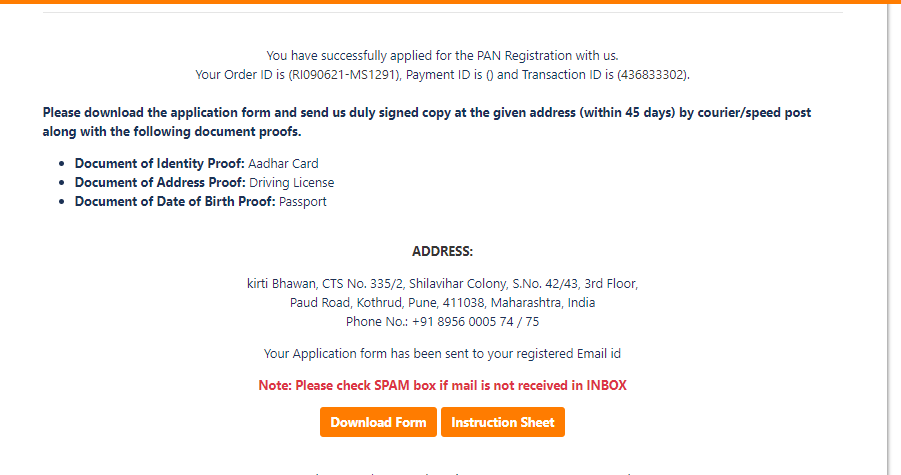 You have successfully applied for the PAN Registration with us.
Your Order ID is (RI090621-MS1291), Payment ID is () and Transaction ID is (436833302).
Please download the application form and send us duly signed copy at the given address (within 45 days) by courier/speed post
along with the following document proofs.
• Document of Identity Proof: Aadhar Card
• Document of Address Proof: Driving License
• Document of Date of Birth Proof: Passport
ADDRESS:
kirti Bhawan, CTS No. 335/2, Shilavihar Colony, S.No. 42/43, 3rd Floor,
Paud Road, Kothrud, Pune, 411038, Maharashtra, India
Phone No.: +91 8956 0005 74 / 75
Your Application form has been sent to your registered Email id
Note: Please check SPAM box if mail is not received in INBOX
Download Form Instruction Sheet